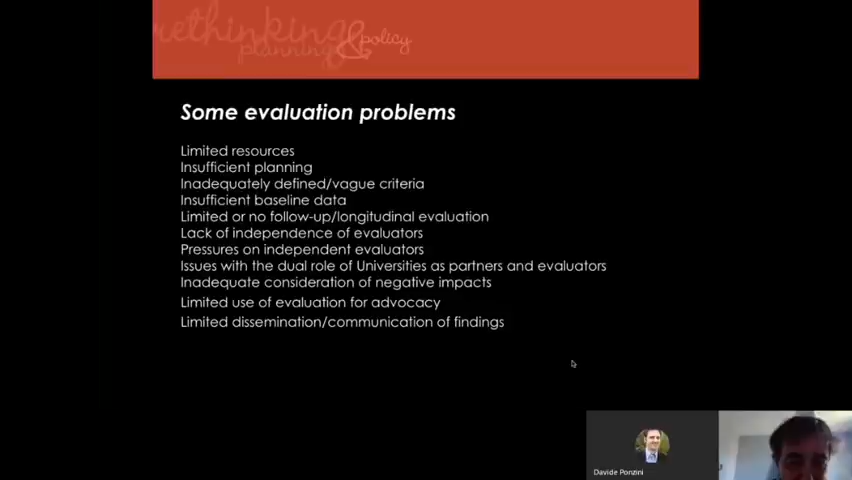 rethinking
planning & policy
Some evaluation problems
Limited resources
Insufficient planning
Inadequately defined/vague criteria
Insufficient baseline data
Limited or no follow-up/longitudinal evaluation
Lack of independence of evaluators
Pressures on independent evaluators
Issues with the dual role of Universities as partners and evaluators
Inadequate consideration of negative impacts
Limited use of evaluation for advocacy
Limited dissemination/communication of findings
Davide Ponzini